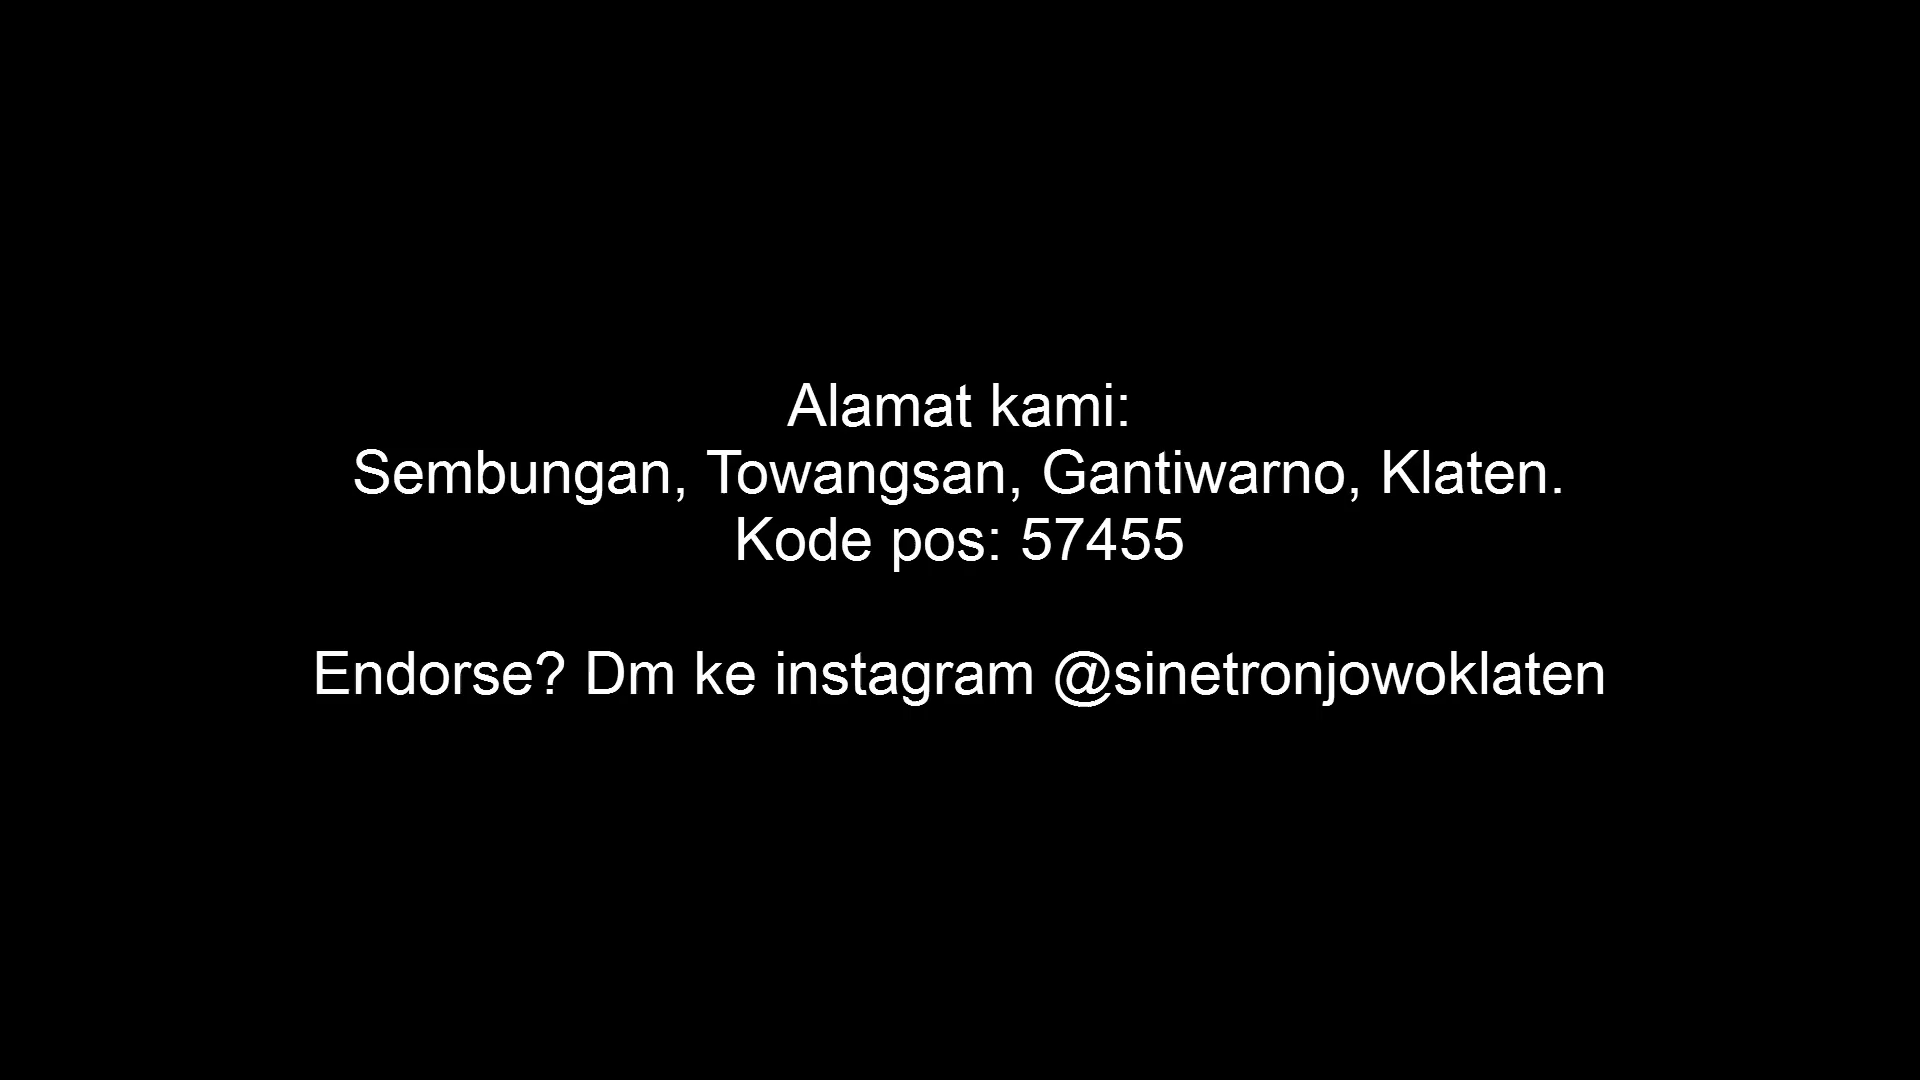 Alamat kami:
Sembungan, Towangsan, Gantiwarno, Klaten.
Kode pos: 57455
Endorse? Dm ke instagram @sinetronjowoklaten